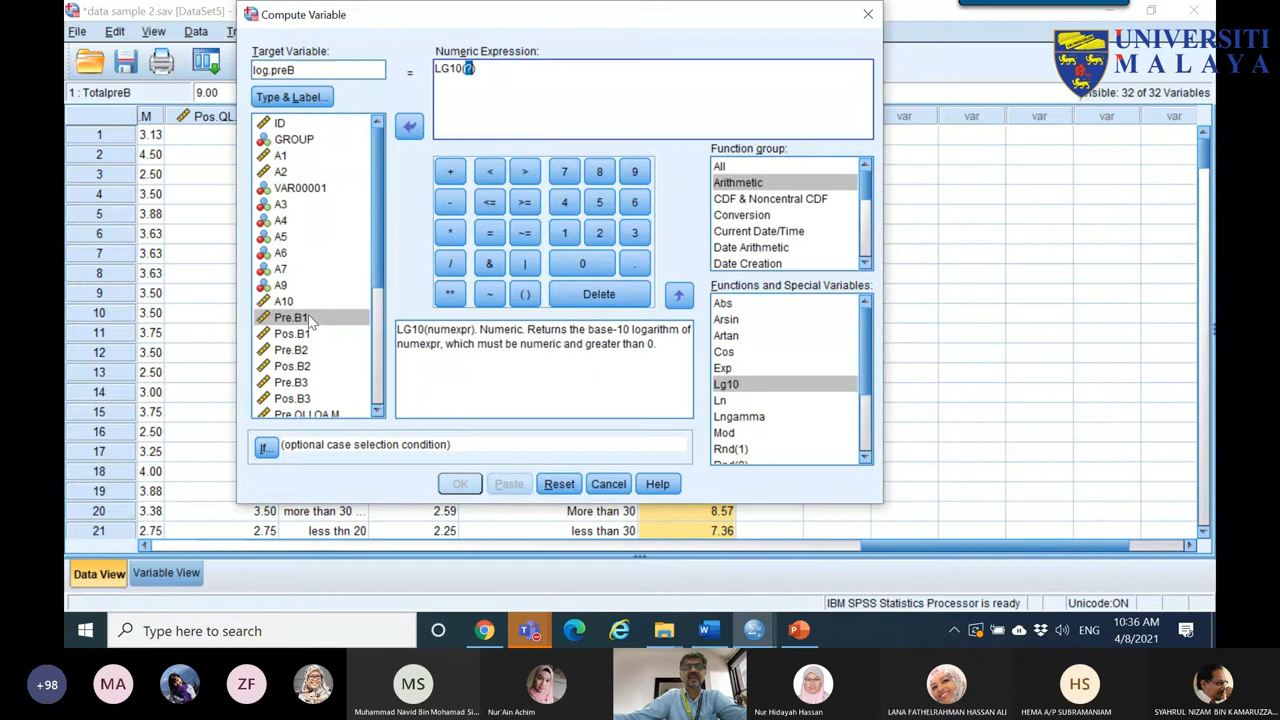 *data sample 2.sav [DataSet5]
Compute Variable
File Edit View Data
Target Variable:
log.preB
=
Numeric Expression:
LG10(?)
UNIVERSITI
MALAYA
1 : TotalpreB 9.00
Visible: 32 of 32 Variables
Type & Label...
.M Pos.QL
var var var var
ID
GROUP
A1
A2
VAR00001
A3
A4
A5
A6
A7
A9
A10
Pre.B1
Pos.B1
Pre.B2
Pos.B2
Pre.B3
Pos.B3
Pre.QLLQA.M
+ < > 7 8 9
- <= >= 4 5 6
* = ~= 1 2 3
/ & | 0 .
** ~ ( ) Delete
Function group:
All
Arithmetic
CDF & Noncentral CDF
Conversion
Current Date/Time
Date Arithmetic
Date Creation
Functions and Special Variables:
Abs
Arsin
Artan
Cos
Exp
Lg10
Ln
Lngamma
Mod
Rnd(1)
LG10(numexpr). Numeric. Returns the base-10 logarithm of
numexpr, which must be numeric and greater than 0.
If... (optional case selection condition)
OK Paste Reset Cancel Help
1 3.13
2 4.50
3 2.50
4 3.50
5 3.88
6 3.63
7 3.63
8 3.63
9 3.50
10 3.50
11 3.75
12 3.63
13 2.50
14 3.00
15 3.75
16 2.50
17 3.25
18 4.00
19 3.88
20 3.38 3.50 more than 30 ... 2.59 More than 30 8.57
21 2.75 2.75 less thn 20 2.25 less than 30 7.36
Data View Variable View
IBM SPSS Statistics Processor is ready Unicode:ON
Type here to search
ENG
10:36 AM
4/8/2021
+98
MA
ZF
MS
HS
Muhammad Navid Bin Mohamad Si...
Nur'Ain Achim
Nur Hidayah Hassan
LANA FATHELRAHMAN HASSAN ALI
HEMA A/P SUBRAMANIAM
SYAHRUL NIZAM BIN KAMARUZZA...